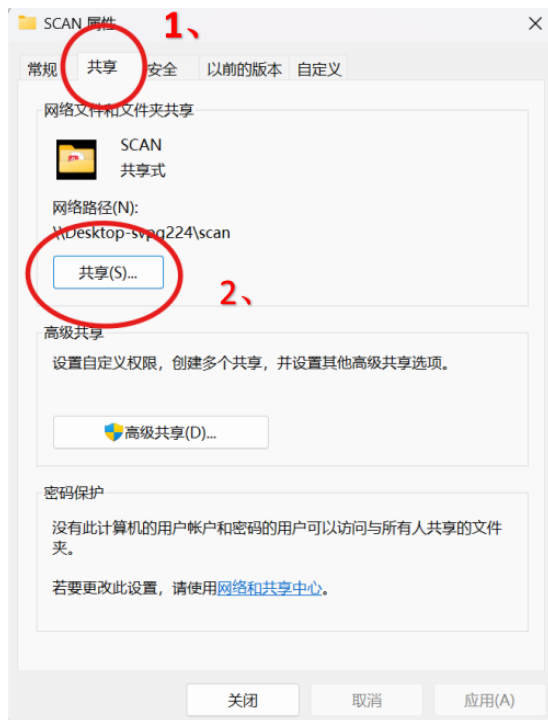 SCAN 属性
1、
常规 共享 安全 以前的版本 自定义
网络文件和文件夹共享
SCAN
共享式
网络路径(N):
\\Desktop-svpq224\scan
共享(S)...
2、
高级共享
设置自定义权限，创建多个共享，并设置其他高级共享选项。
高级共享(D)...
密码保护
没有此计算机的用户帐户和密码的用户可以访问与所有人共享的文件
夹。
若要更改此设置，请使用网络和共享中心。
关闭 取消 应用(A)